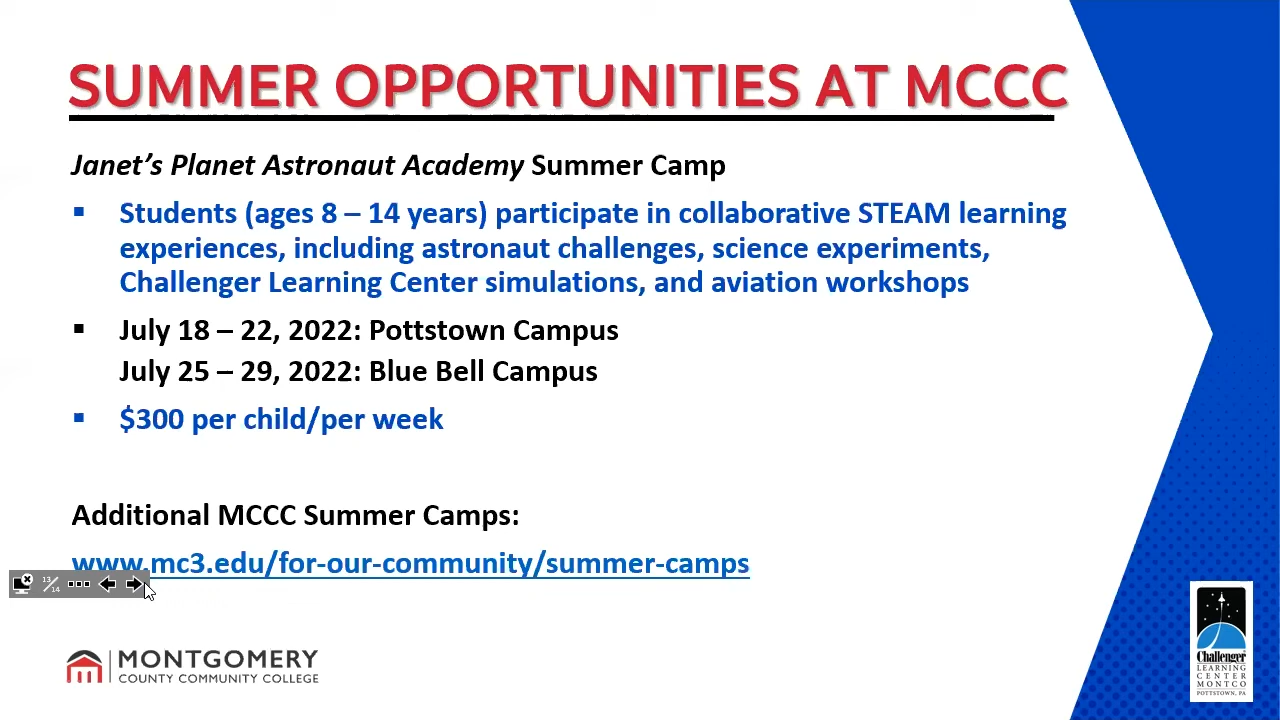 SUMMER OPPORTUNITIES AT MCCC
Janet’s Planet Astronaut Academy Summer Camp
▪ Students (ages 8 – 14 years) participate in collaborative STEAM learning
experiences, including astronaut challenges, science experiments,
Challenger Learning Center simulations, and aviation workshops
▪ July 18 – 22, 2022: Pottstown Campus
July 25 – 29, 2022: Blue Bell Campus
▪ $300 per child/per week
Additional MCCC Summer Camps:
www.mc3.edu/for-our-community/summer-camps
13/14
MONTGOMERY
COUNTY COMMUNITY COLLEGE
Challenger
LEARNING
CENTER
MONTCO
POTTSTOWN, PA